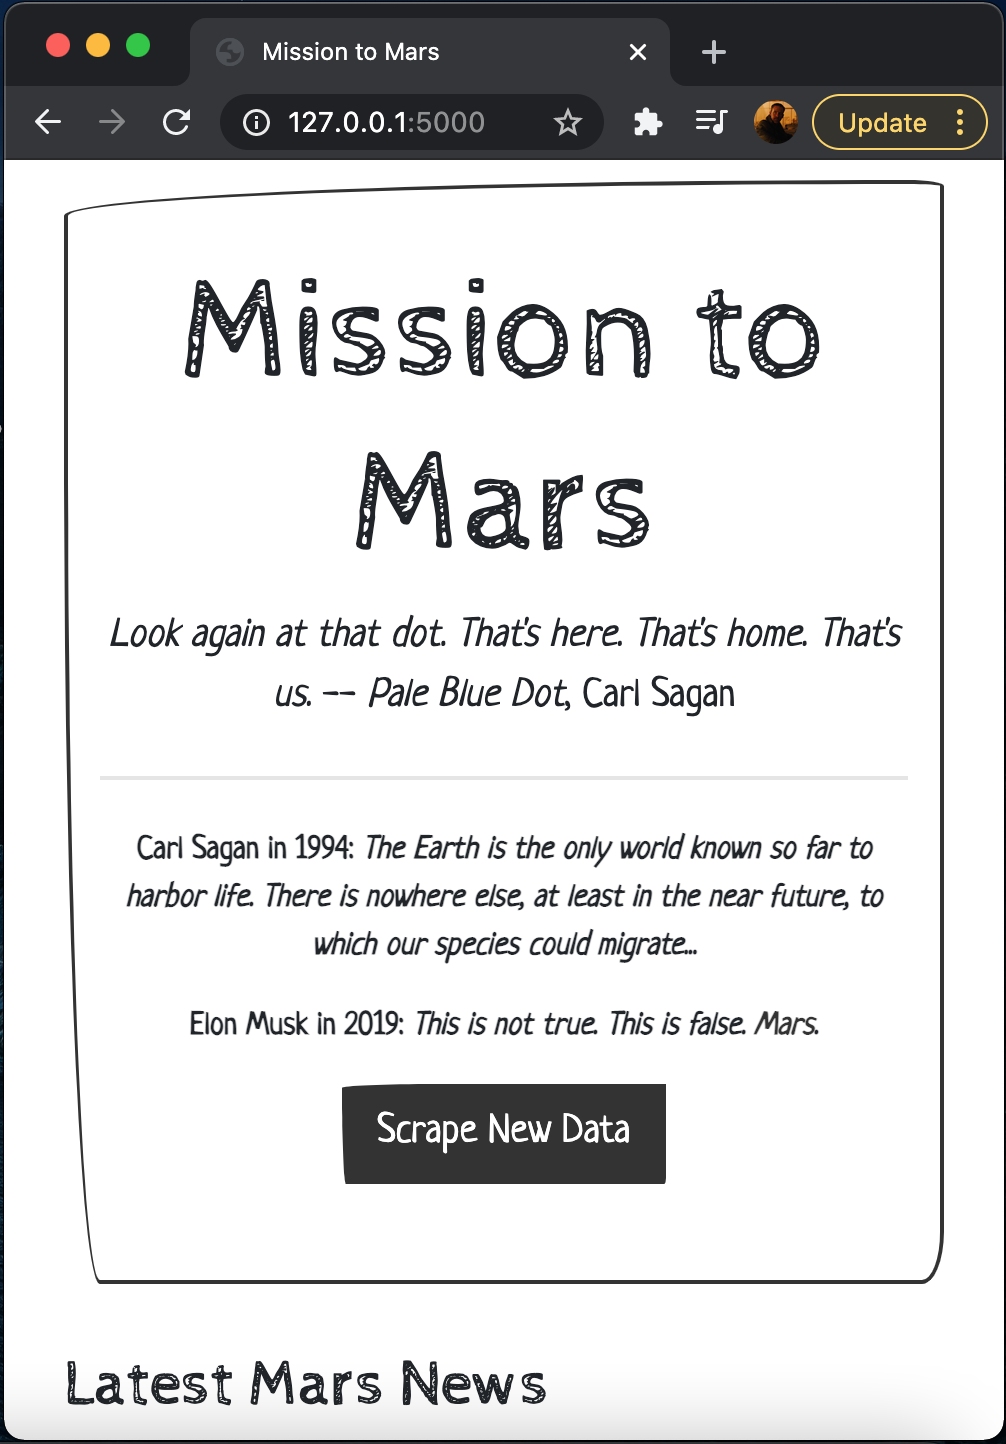 Mission to Mars
127.0.0.1:5000
Update
Mission to
Mars
Look again at that dot. That's here. That's home. That's
us. -- Pale Blue Dot, Carl Sagan
Carl Sagan in 1994: The Earth is the only world known so far to
harbor life. There is nowhere else, at least in the near future, to
which our species could migrate...
Elon Musk in 2019: This is not true. This is false. Mars.
Scrape New Data
Latest Mars News